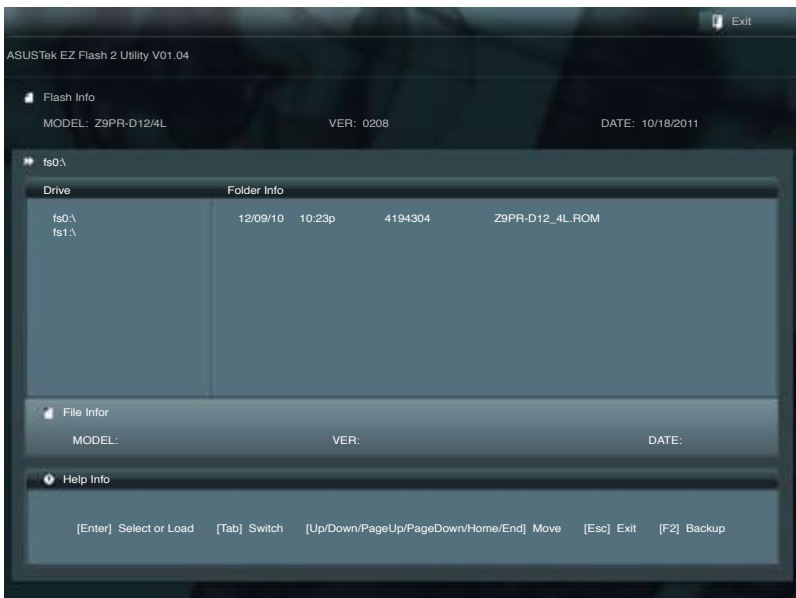 Exit
ASUSTek EZ Flash 2 Utility V01.04
Flash Info
MODEL: Z9PR-D12/4L VER: 0208 DATE: 10/18/2011
fs0:\
Drive Folder Info
fs0:\ 12/09/10 10:23p 4194304 Z9PR-D12_4L.ROM
fs1:\
File Infor
MODEL: VER: DATE:
Help Info
[Enter] Select or Load [Tab] Switch [Up/Down/PageUp/PageDown/Home/End] Move [Esc] Exit [F2] Backup